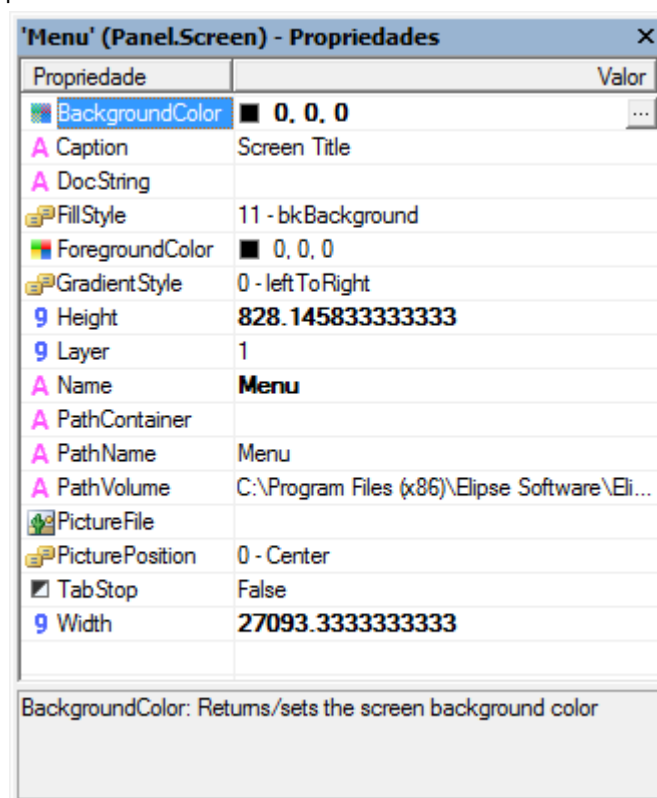 'Menu' (Panel.Screen) - Propriedades
Propriedade Valor
BackgroundColor 0, 0, 0 ...
A Caption Screen Title
A DocString
FillStyle 11 - bkBackground
ForegroundColor 0, 0, 0
GradientStyle 0 - leftToRight
9 Height 828.145833333333
9 Layer 1
A Name Menu
A PathContainer
A PathName Menu
A PathVolume C:\Program Files (x86)\Elipse Software\Eli...
PictureFile
PicturePosition 0 - Center
TabStop False
9 Width 27093.3333333333
BackgroundColor: Returns/sets the screen background color